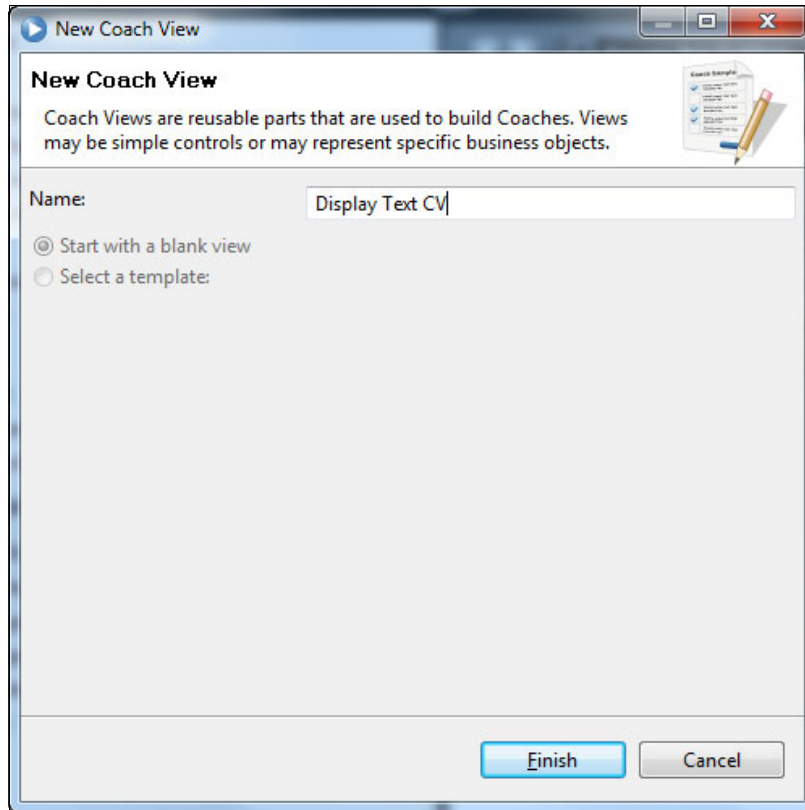 New Coach View
New Coach View
Coach Views are reusable parts that are used to build Coaches. Views
may be simple controls or may represent specific business objects.
Name:
Display Text CV
Start with a blank view
Select a template:
Finish
Cancel